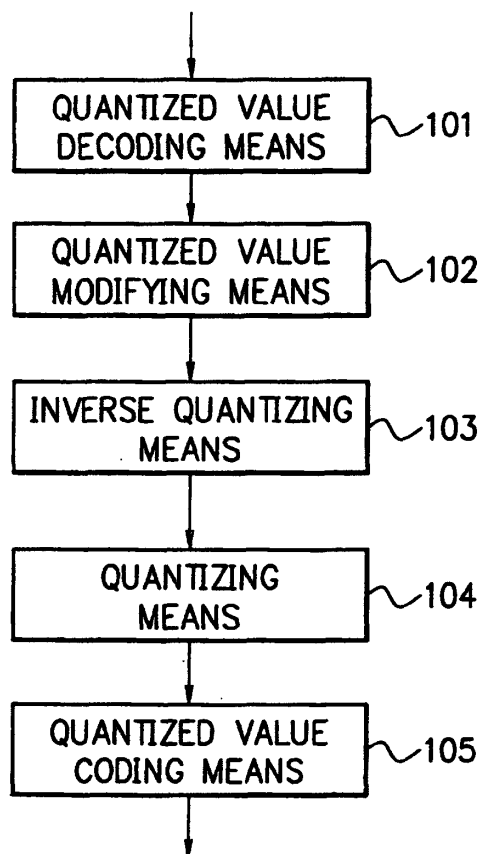 QUANTIZED VALUE
DECODING MEANS
101
QUANTIZED VALUE
MODIFYING MEANS
102
INVERSE QUANTIZING
MEANS
103
QUANTIZING
MEANS
104
QUANTIZED VALUE
CODING MEANS
105